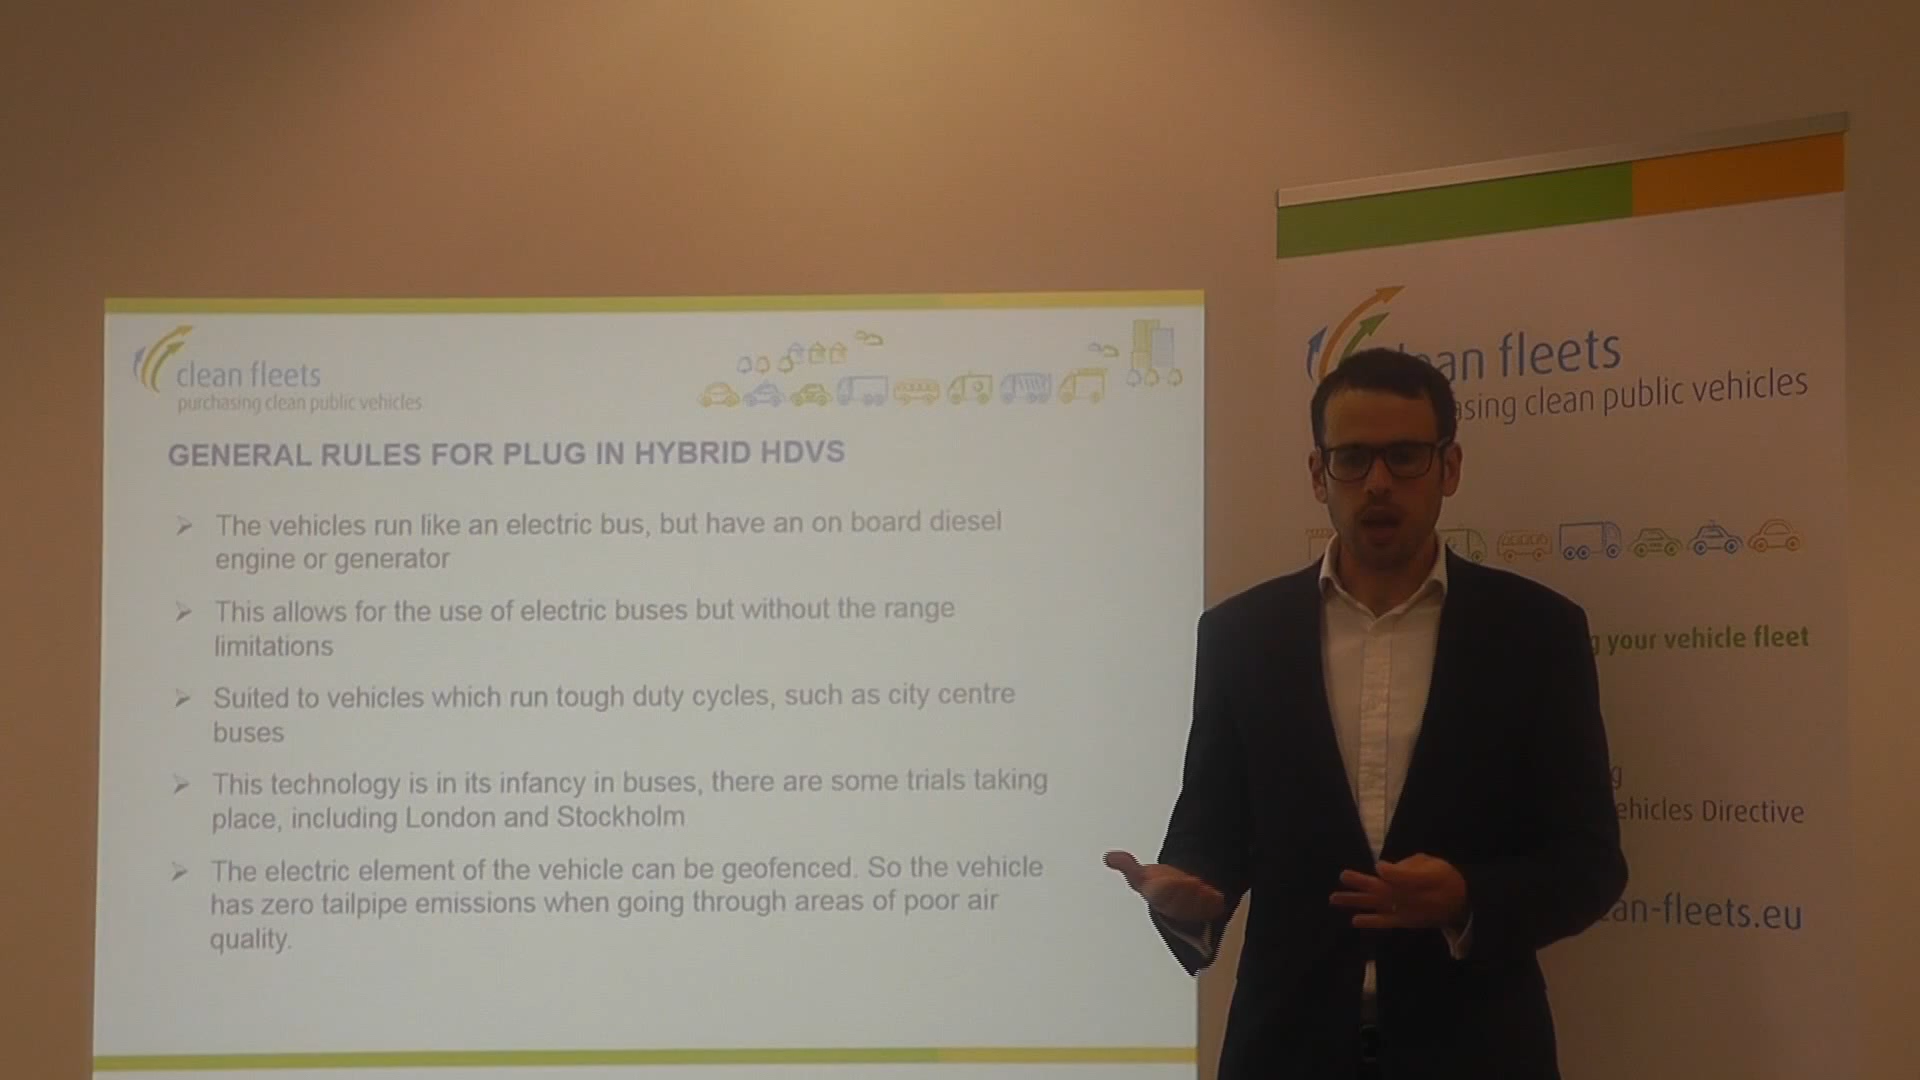 clean fleets
purchasing clean public vehicles
GENERAL RULES FOR PLUG IN HYBRID HDVS
The vehicles run like an electric bus, but have an on board diesel
engine or generator
This allows for the use of electric buses but without the range
limitations
Suited to vehicles which run tough duty cycles, such as city centre
buses
This technology is in its infancy in buses, there are some trials taking
place, including London and Stockholm
The electric element of the vehicle can be geofenced. So the vehicle
has zero tailpipe emissions when going through areas of poor air
quality.
ean fleets
asing clean public vehicles
g your vehicle fleet
g
ehicles Directive
ean-fleets.eu